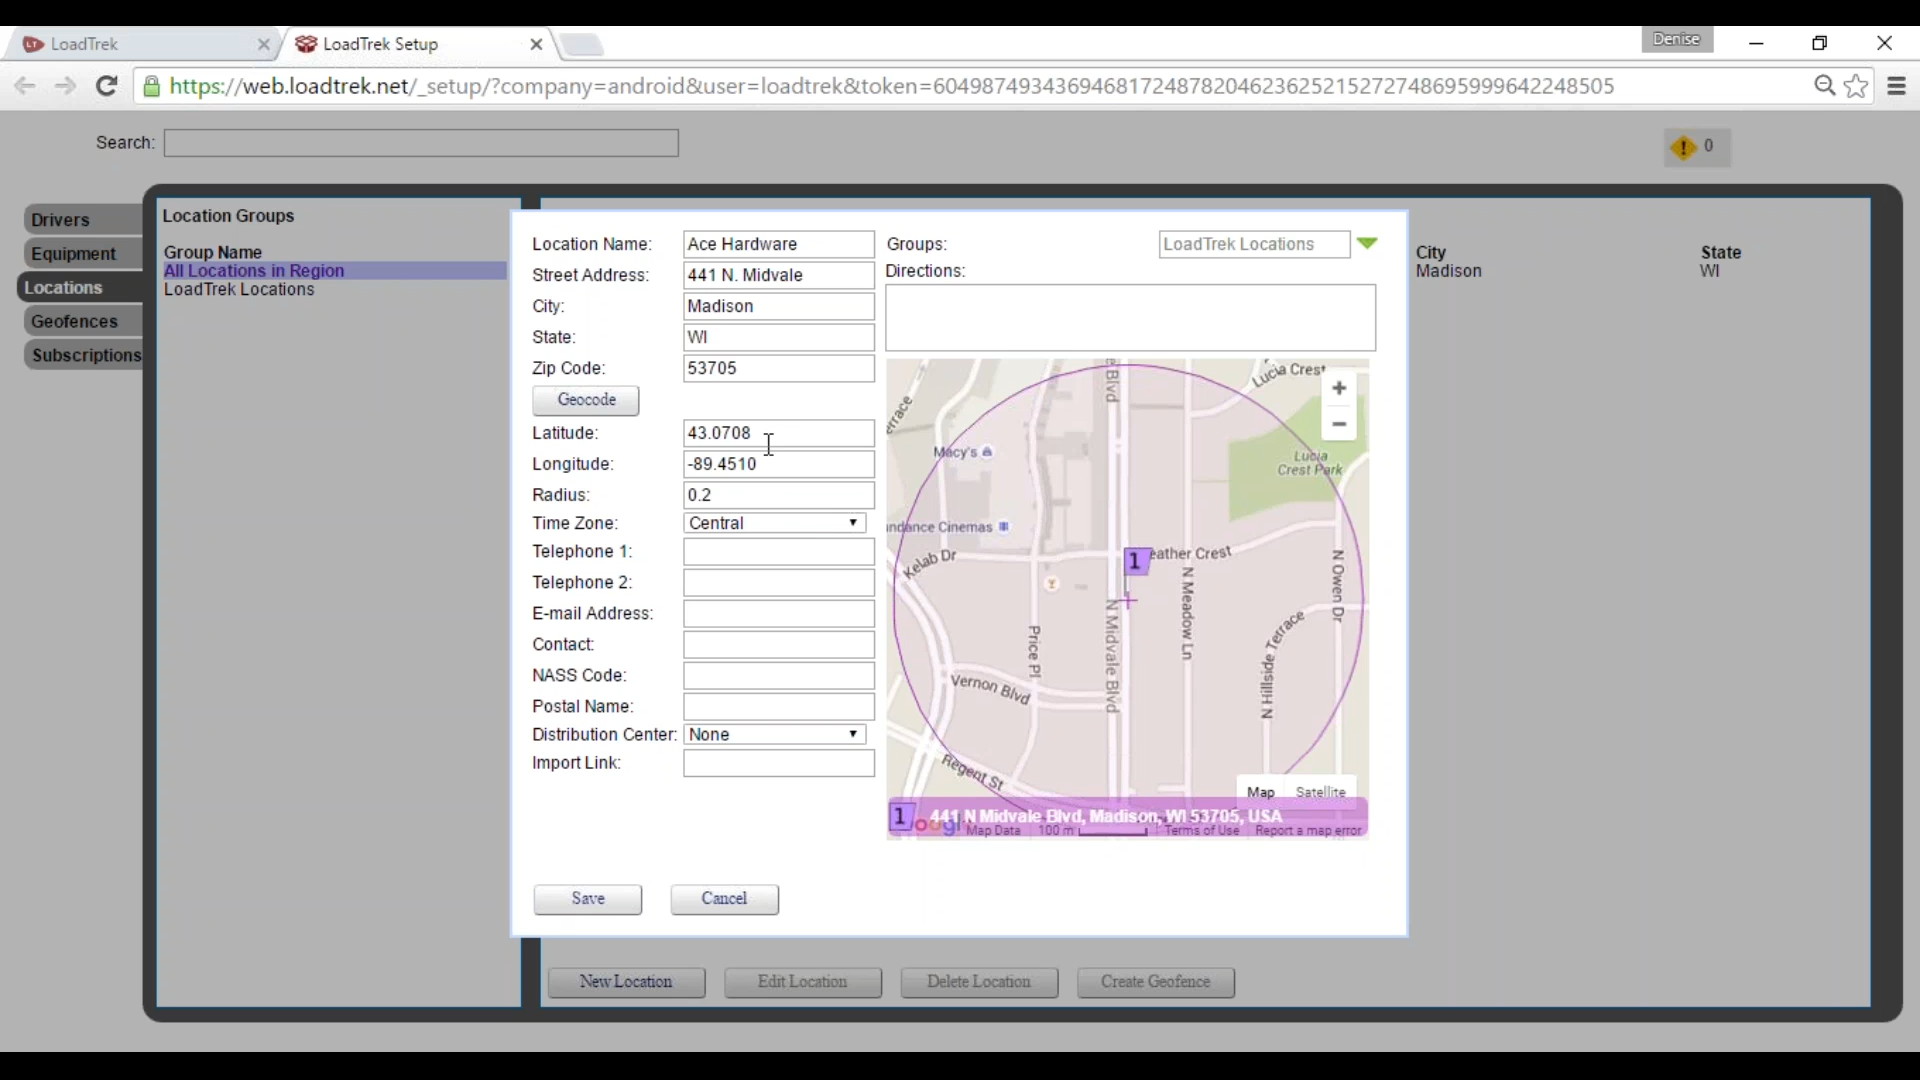 LoadTrek
LoadTrek Setup
Denise
https://web.loadtrek.net/_setup/?company=android&user=loadtrek&token=60498749343694681724878204623625215272748695999642248505
Search:
0
Drivers
Equipment
Locations
Geofences
Subscriptions
Location Groups
Group Name
All Locations in Region
LoadTrek Locations
City
State
Madison
WI
Location Name: Ace Hardware
Street Address: 441 N. Midvale
City: Madison
State: WI
Zip Code: 53705
Geocode
Latitude: 43.0708
Longitude: -89.4510
Radius: 0.2
Time Zone: Central
Telephone 1:
Telephone 2:
E-mail Address:
Contact:
NASS Code:
Postal Name:
Distribution Center: None
Import Link:
Groups: LoadTrek Locations
Directions:
e Blvd
Lucia Crest
errace
+
−
Macy's
Lucia
Crest Park
ndance Cinemas
Kelab Dr
1
eather Crest
N Owen Dr
N Meadow Ln
N Midvale Blvd
Price Pl
N Hillside Terrace
Vernon Blvd
Regent St
Map
Satellite
1 441 N Midvale Blvd, Madison, WI 53705, USA
Map Data 100 m Terms of Use Report a map error
Save
Cancel
New Location
Edit Location
Delete Location
Create Geofence